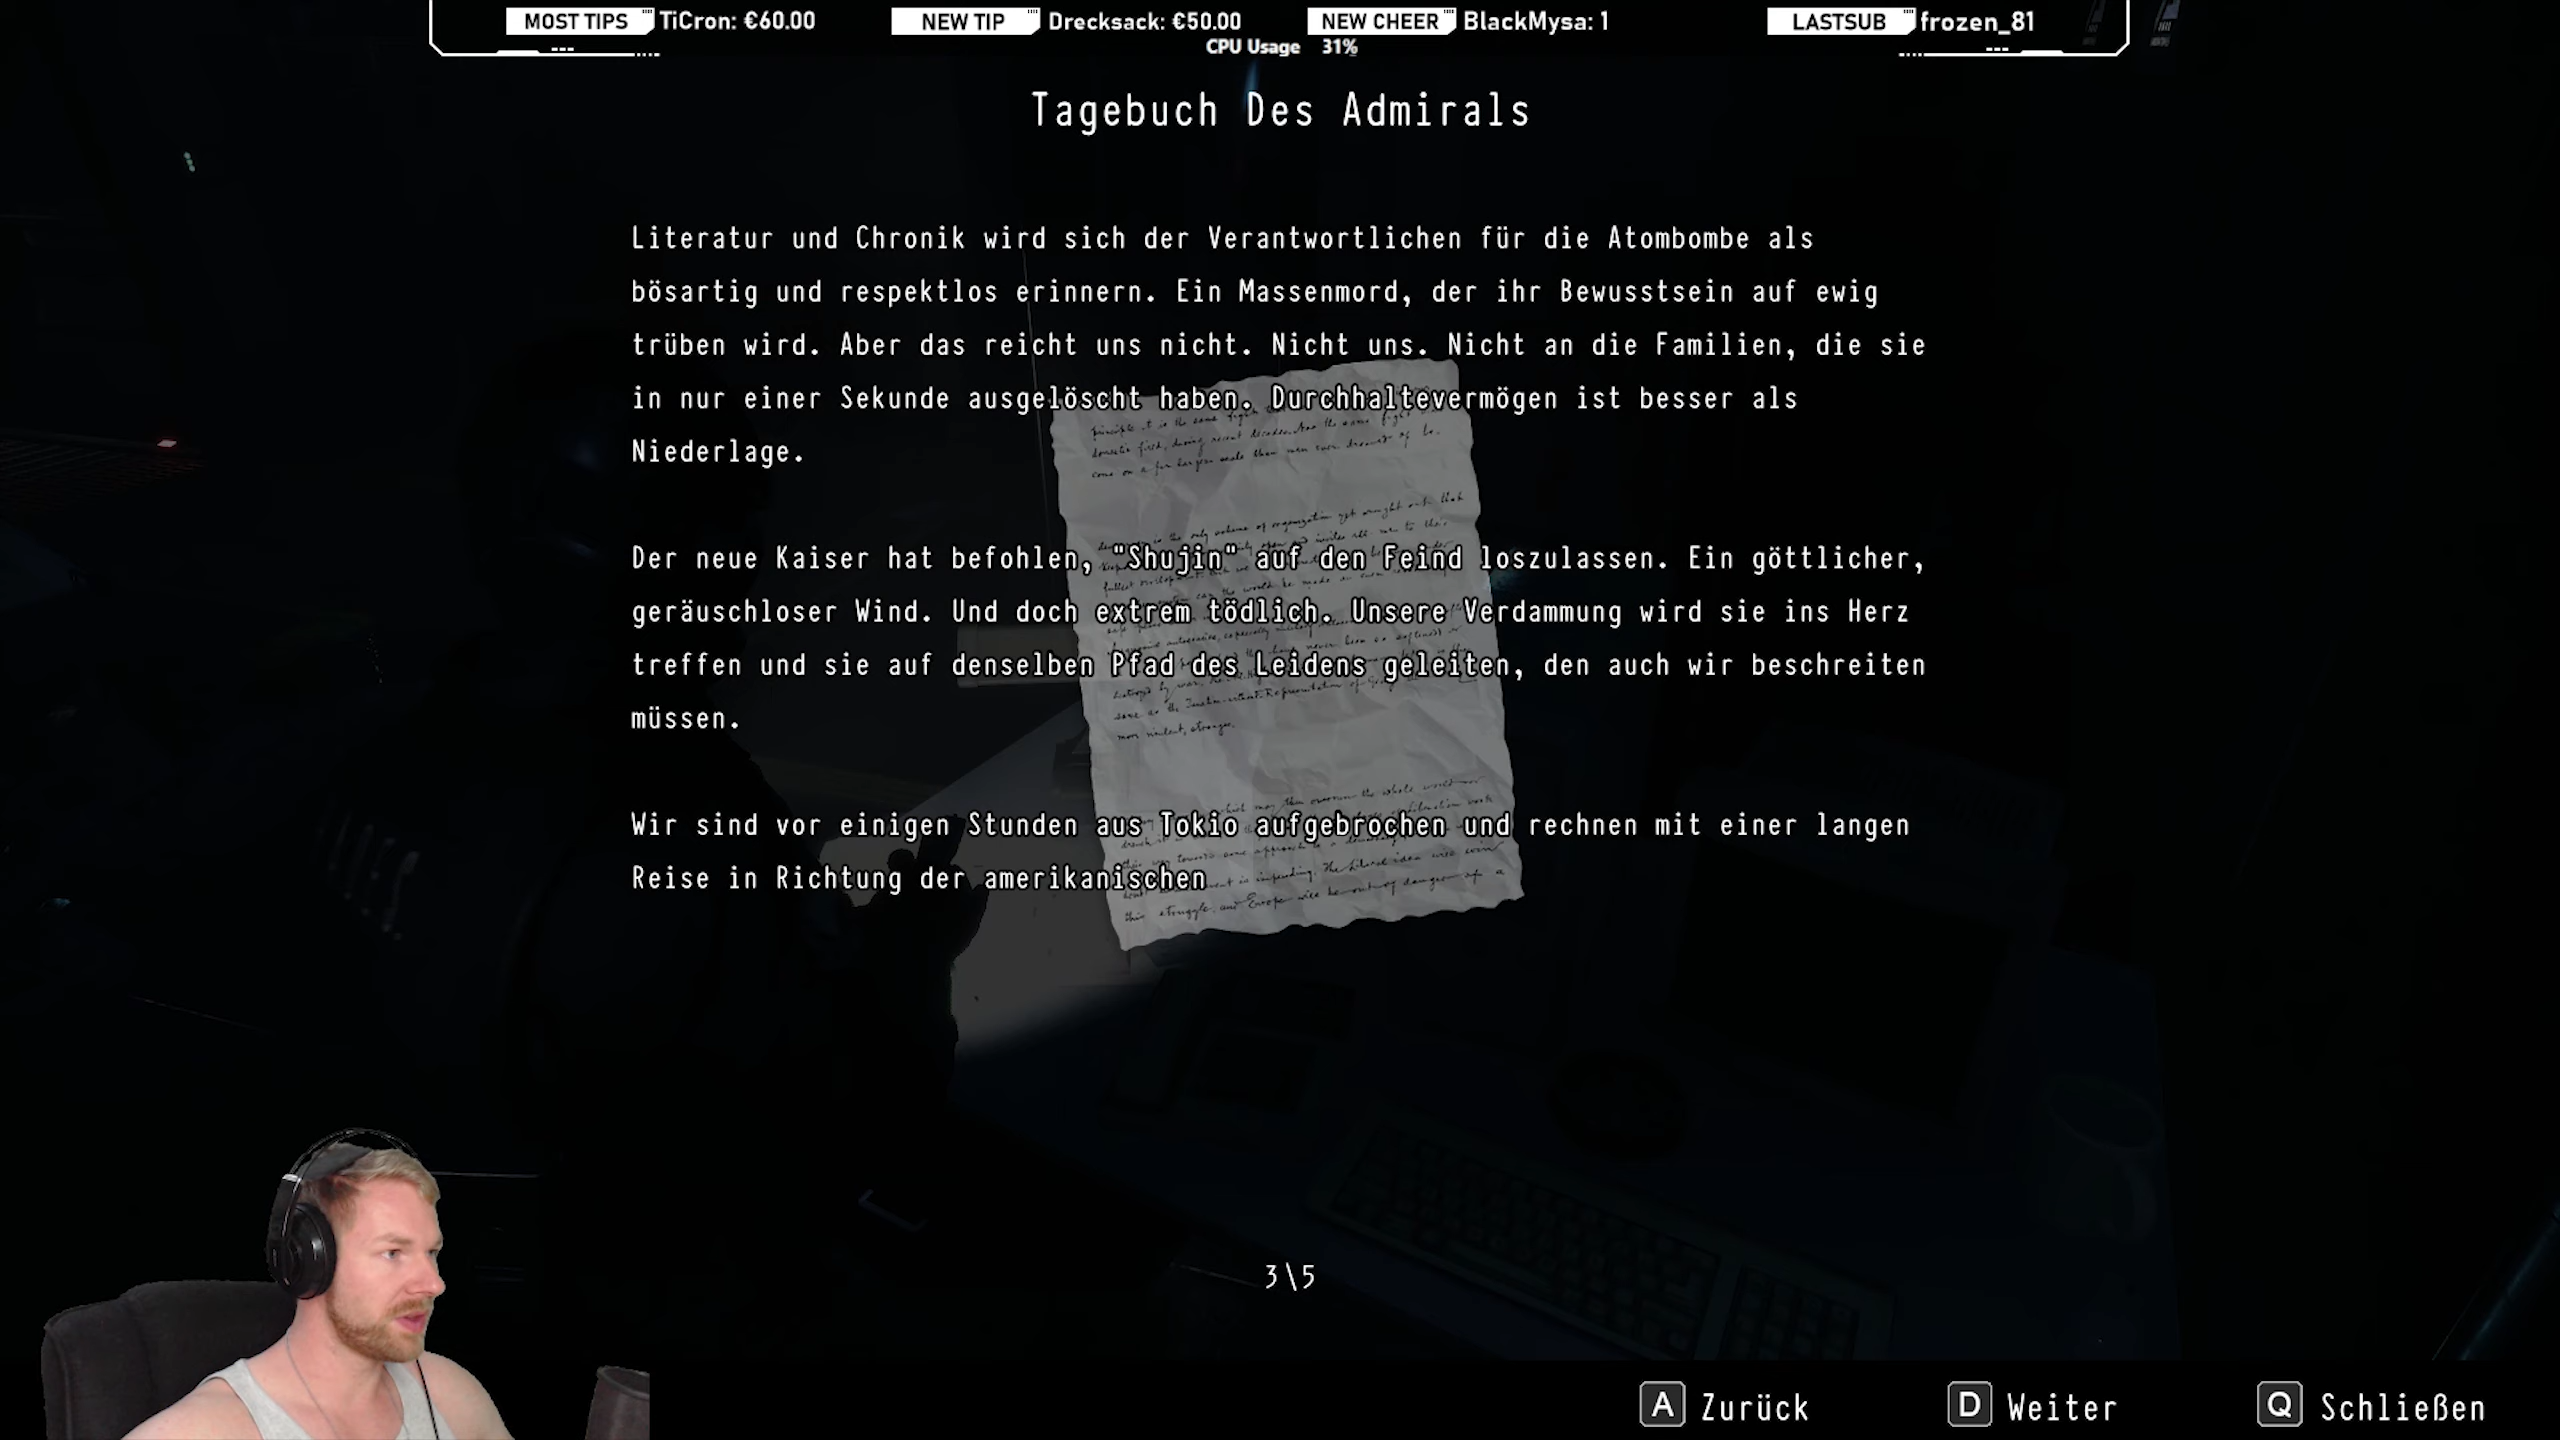 MOST TIPS TiCron: €60.00 NEW TIP Drecksack: €50.00 NEW CHEER BlackMysa: 1 LASTSUB frozen_81
CPU Usage 31%
Tagebuch Des Admirals
Literatur und Chronik wird sich der Verantwortlichen für die Atombombe als
bösartig und respektlos erinnern. Ein Massenmord, der ihr Bewusstsein auf ewig
trüben wird. Aber das reicht uns nicht. Nicht uns. Nicht an die Familien, die sie
in nur einer Sekunde ausgelöscht haben. Durchhaltevermögen ist besser als
Niederlage.
Der neue Kaiser hat befohlen, "Shujin" auf den Feind loszulassen. Ein göttlicher,
geräuschloser Wind. Und doch extrem tödlich. Unsere Verdammung wird sie ins Herz
treffen und sie auf denselben Pfad des Leidens geleiten, den auch wir beschreiten
müssen.
Wir sind vor einigen Stunden aus Tokio aufgebrochen und rechnen mit einer langen
Reise in Richtung der amerikanischen
3\5
A Zurück D Weiter Q Schließen